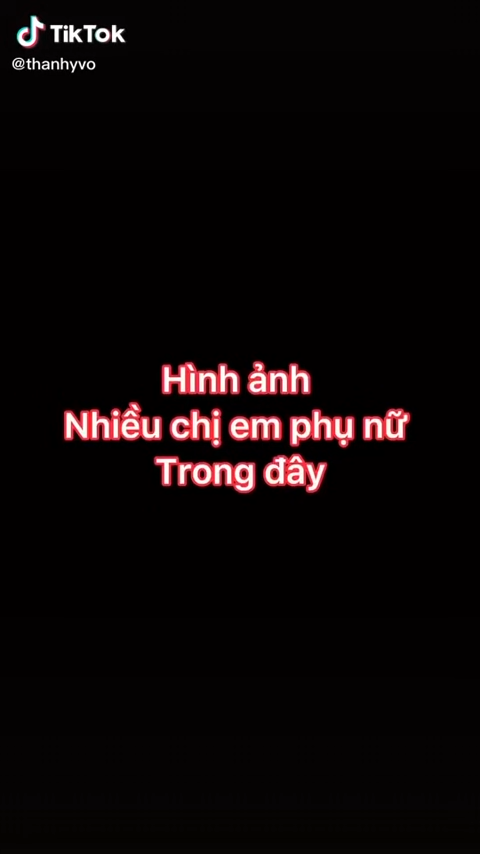 TikTok
@thanhyvo
Hình ảnh
Nhiều chị em phụ nữ
Trong đây